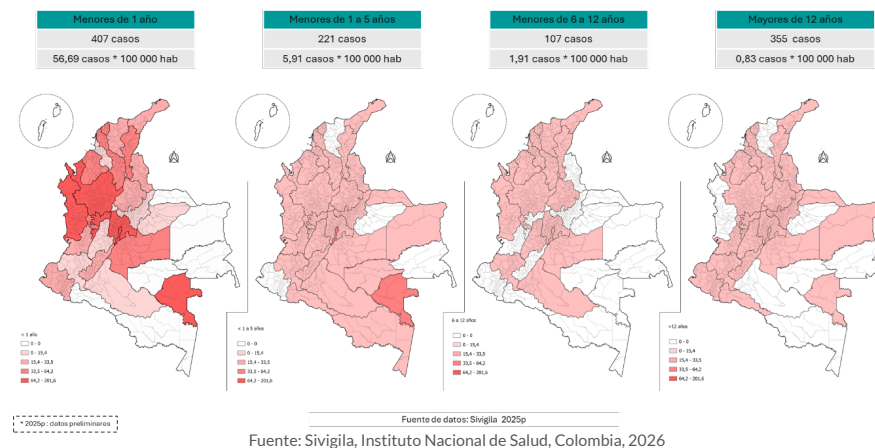 Menores de 1 año
407 casos
56,69 casos * 100 000 hab
Menores de 1 a 5 años
221 casos
5,91 casos * 100 000 hab
Menores de 6 a 12 años
107 casos
1,91 casos * 100 000 hab
Mayores de 12 años
355 casos
0,83 casos * 100 000 hab
< 1 año
0 - 0
0 - 15,4
15,4 - 33,5
33,5 - 64,2
64,2 - 201,6
< 1 a 5 años
0 - 0
0 - 15,4
15,4 - 33,5
33,5 - 64,2
64,2 - 201,6
6 a 12 años
0 - 0
0 - 15,4
15,4 - 33,5
33,5 - 64,2
64,2 - 201,6
>12 años
0 - 0
0 - 15,4
15,4 - 33,5
33,5 - 64,2
64,2 - 201,6
* 2025p : datos preliminares
Fuente de datos: Sivigila 2025p
Fuente: Sivigila, Instituto Nacional de Salud, Colombia, 2026